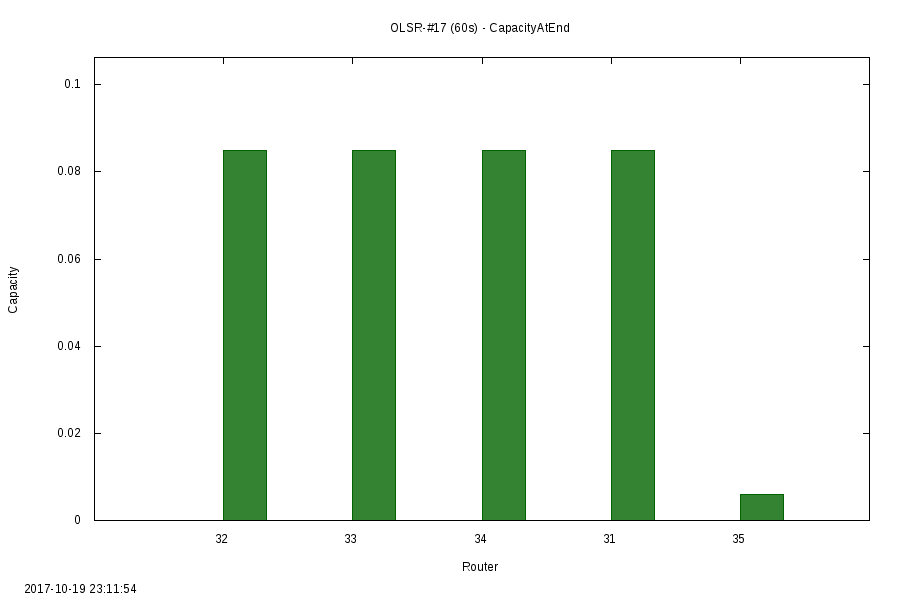 OLSR-#17 (60s) - CapacityAtEnd
0.1
0.08
0.06
0.04
0.02
0
Capacity
32 33 34 31 35
Router
2017-10-19 23:11:54